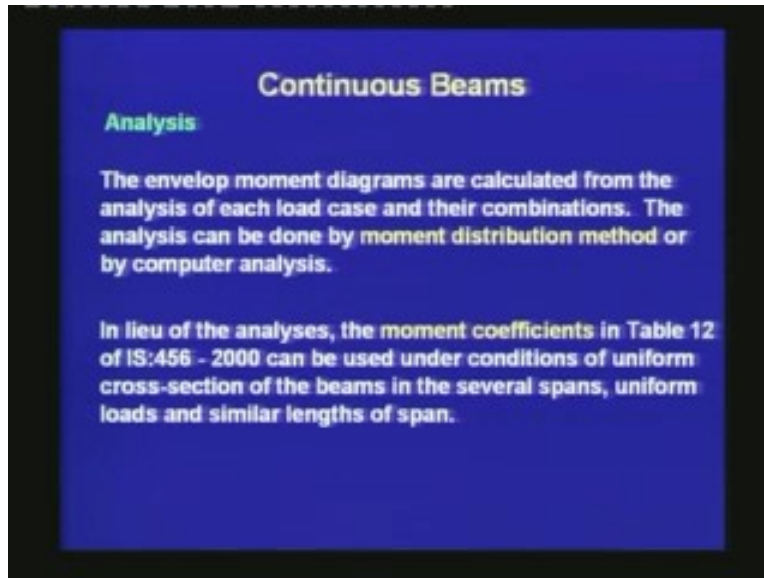 Continuous Beams
Analysis
The envelop moment diagrams are calculated from the
analysis of each load case and their combinations. The
analysis can be done by moment distribution method or
by computer analysis.
In lieu of the analyses, the moment coefficients in Table 12
of IS:456 - 2000 can be used under conditions of uniform
cross-section of the beams in the several spans, uniform
loads and similar lengths of span.